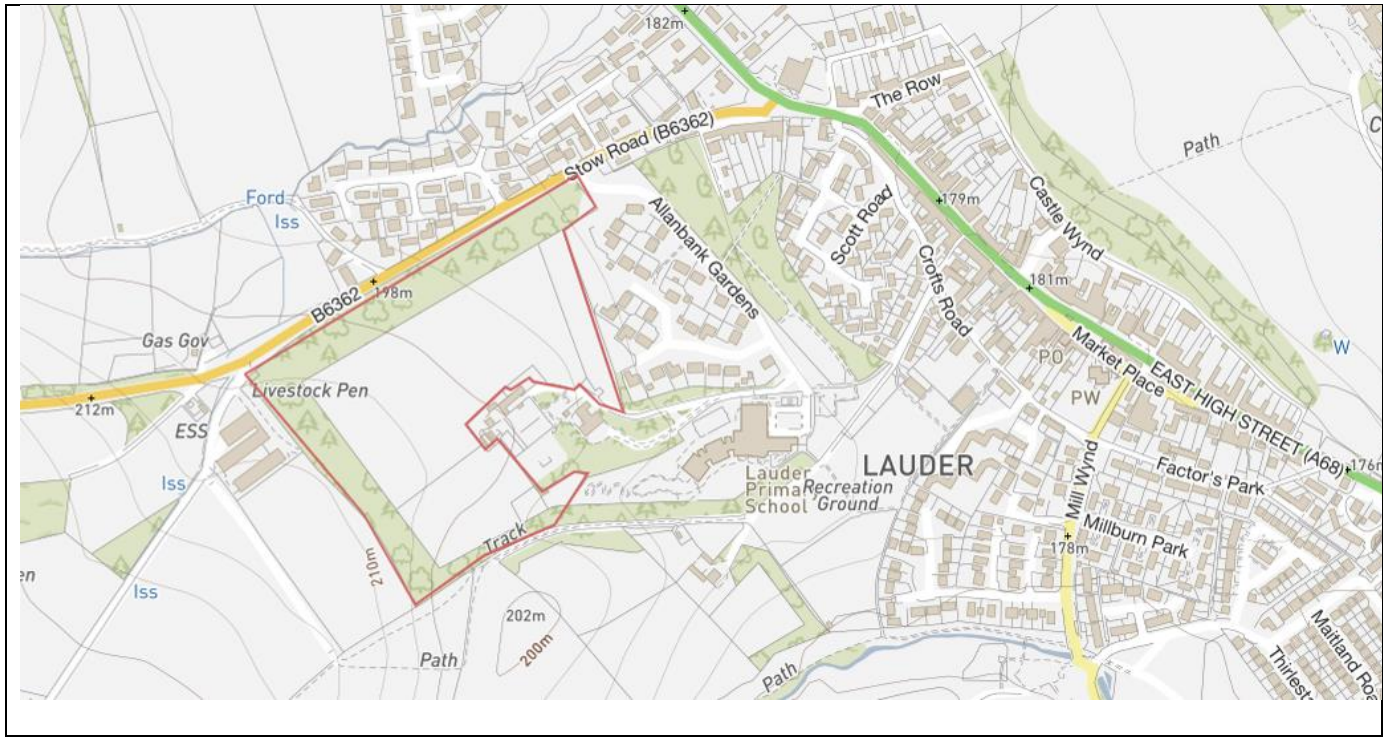 182m
The Row
Stow Road (B6362)
Path
C
Ford
Iss
Castle Wynd
179m
Allanbank Gardens
Scott Road
Crofts Road
181m
B6362
198m
Gas Gov
Market Place
PO
W
EAST HIGH STREET (A68)
Livestock Pen
PW
212m
ESS
176m
LAUDER
Factor's Park
Lauder
Primary
School
Recreation
Ground
Mill Wynd
Iss
Track
Millburn Park
178m
210m
en
Iss
202m
200m
Path
Path
Maitland Roa
Thirlest